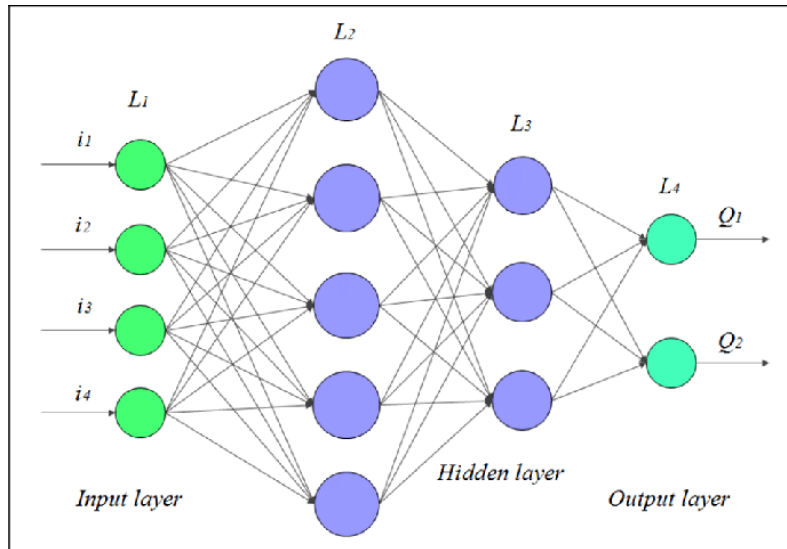 L2
L1
L3
L4
i1
i2
i3
i4
Q1
Q2
Hidden layer
Input layer
Output layer